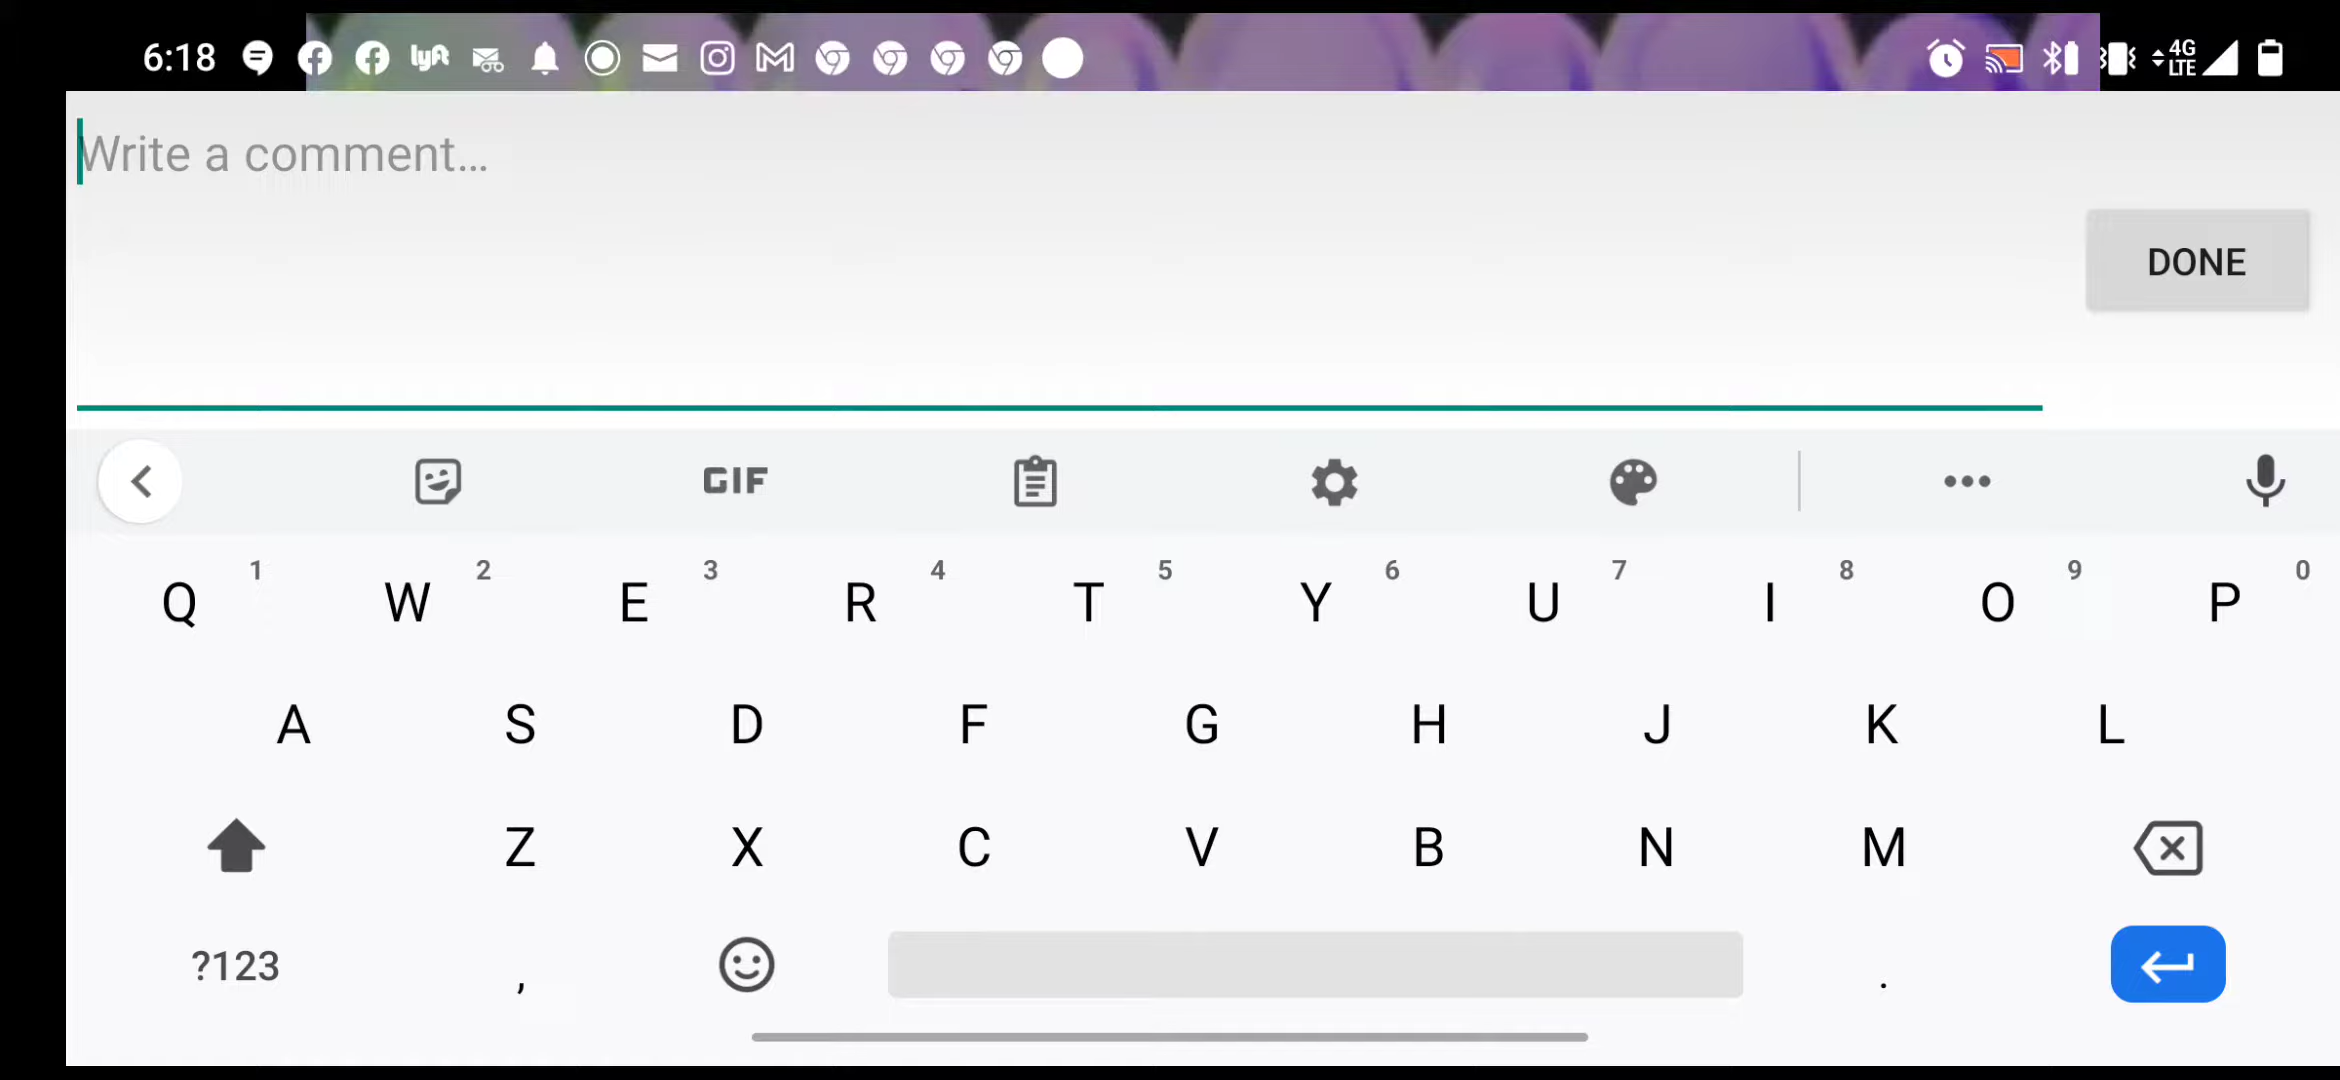 6:18 lyft 4G LTE
Write a comment...
DONE
GIF
Q 1 W 2 E 3 R 4 T 5 Y 6 U 7 I 8 O 9 P 0
A S D F G H J K L
Z X C V B N M
?123 , .